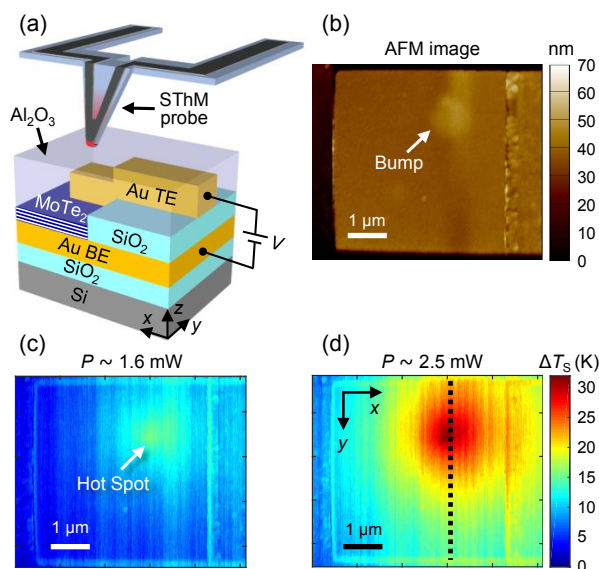 (a)
SThM
probe
Al₂O₃
Au TE
MoTe₂
SiO₂
Au BE
SiO₂
Si
V
z
x
y
(b)
AFM image
nm
Bump
1 µm
70
60
50
40
30
20
10
0
(c)
P ~ 1.6 mW
Hot Spot
1 µm
(d)
P ~ 2.5 mW
ΔTS (K)
x
y
1 µm
35
30
25
20
15
10
5
0